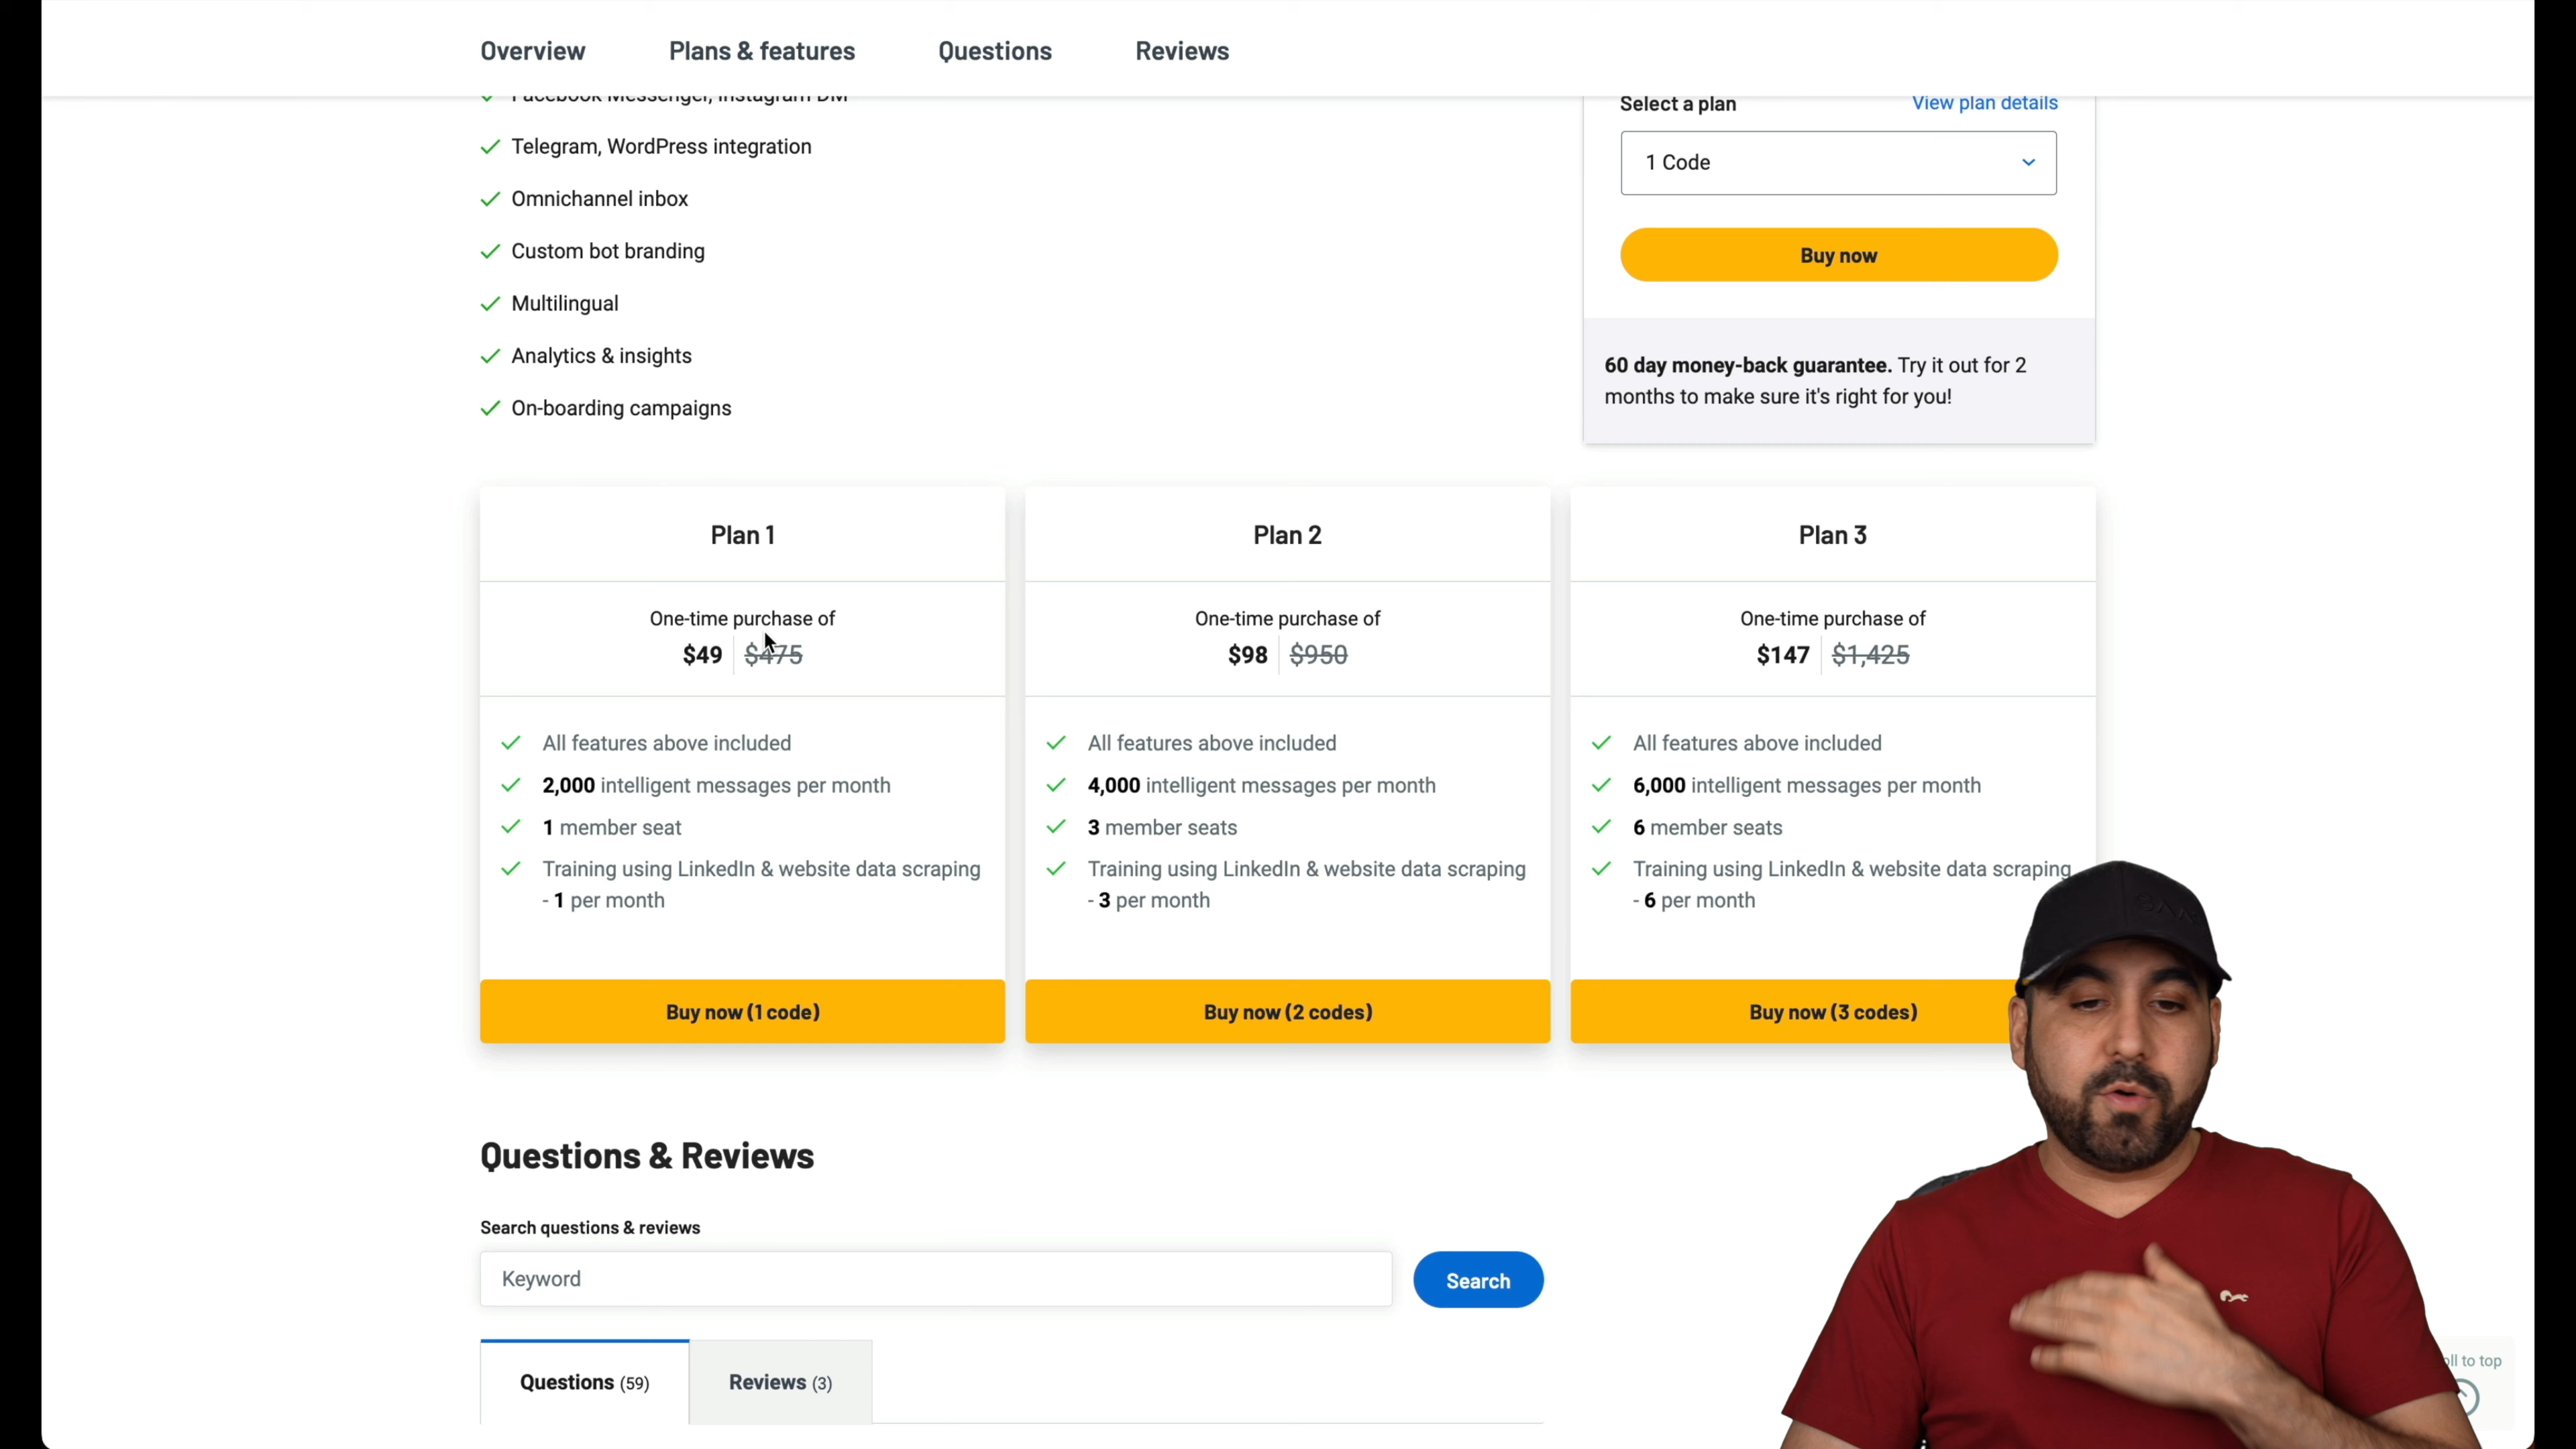 Overview Plans & features Questions Reviews
Facebook Messenger, Instagram DM
Telegram, WordPress integration
Omnichannel inbox
Custom bot branding
Multilingual
Analytics & insights
On-boarding campaigns
Select a plan View plan details
1 Code
Buy now
60 day money-back guarantee. Try it out for 2
months to make sure it's right for you!
Plan 1
One-time purchase of
$49 $475
All features above included
2,000 intelligent messages per month
1 member seat
Training using LinkedIn & website data scraping
- 1 per month
Buy now (1 code)
Plan 2
One-time purchase of
$98 $950
All features above included
4,000 intelligent messages per month
3 member seats
Training using LinkedIn & website data scraping
- 3 per month
Buy now (2 codes)
Plan 3
One-time purchase of
$147 $1,425
All features above included
6,000 intelligent messages per month
6 member seats
Training using LinkedIn & website data scraping
- 6 per month
Buy now (3 codes)
Questions & Reviews
Search questions & reviews
Keyword
Search
Questions (59) Reviews (3)
to top